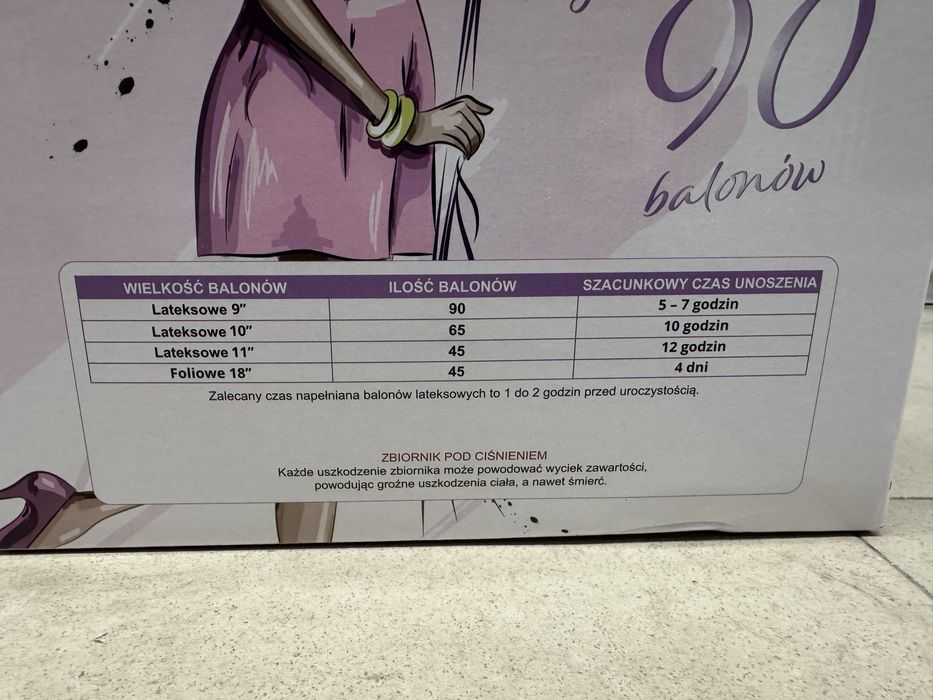 90
balonów
WIELKOŚĆ BALONÓW ILOŚĆ BALONÓW SZACUNKOWY CZAS UNOSZENIA
Lateksowe 9" 90 5 – 7 godzin
Lateksowe 10" 65 10 godzin
Lateksowe 11" 45 12 godzin
Foliowe 18" 45 4 dni
Zalecany czas napełniana balonów lateksowych to 1 do 2 godzin przed uroczystością.
ZBIORNIK POD CIŚNIENIEM
Każde uszkodzenie zbiornika może powodować wyciek zawartości,
powodując groźne uszkodzenia ciała, a nawet śmierć.